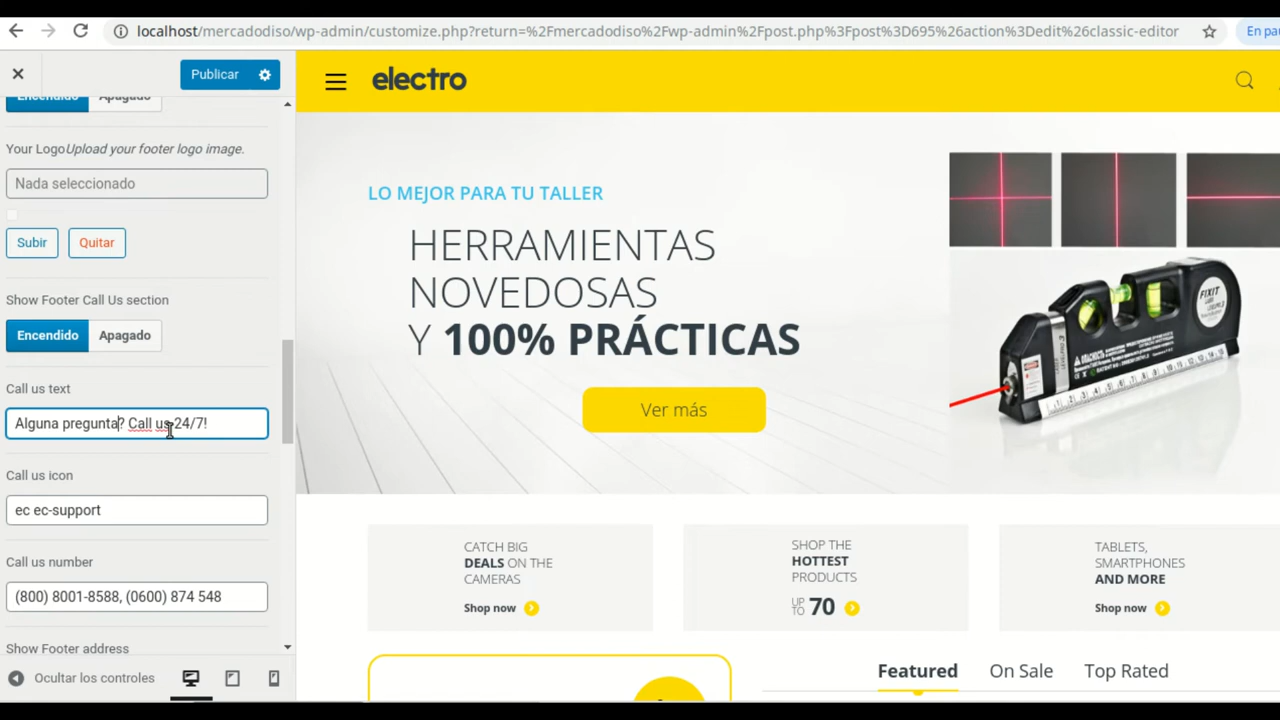 localhost/mercadodiso/wp-admin/customize.php?return=%2Fmercadodiso%2Fwp-admin%2Fpost.php%3Fpost%3D695%26action%3Dedit%26classic-editor
En pau
Publicar
Encendido Apagado
Your Logo Upload your footer logo image.
Nada seleccionado
Subir Quitar
Show Footer Call Us section
Encendido Apagado
Call us text
Alguna pregunta? Call us 24/7!
Call us icon
ec ec-support
Call us number
(800) 8001-8588, (0600) 874 548
Show Footer address
Ocultar los controles
electro
LO MEJOR PARA TU TALLER
HERRAMIENTAS
NOVEDOSAS
Y 100% PRÁCTICAS
Ver más
FIXIT
CATCH BIG
DEALS ON THE
CAMERAS
Shop now
SHOP THE
HOTTEST
PRODUCTS
UP TO 70
TABLETS,
SMARTPHONES
AND MORE
Shop now
Featured On Sale Top Rated